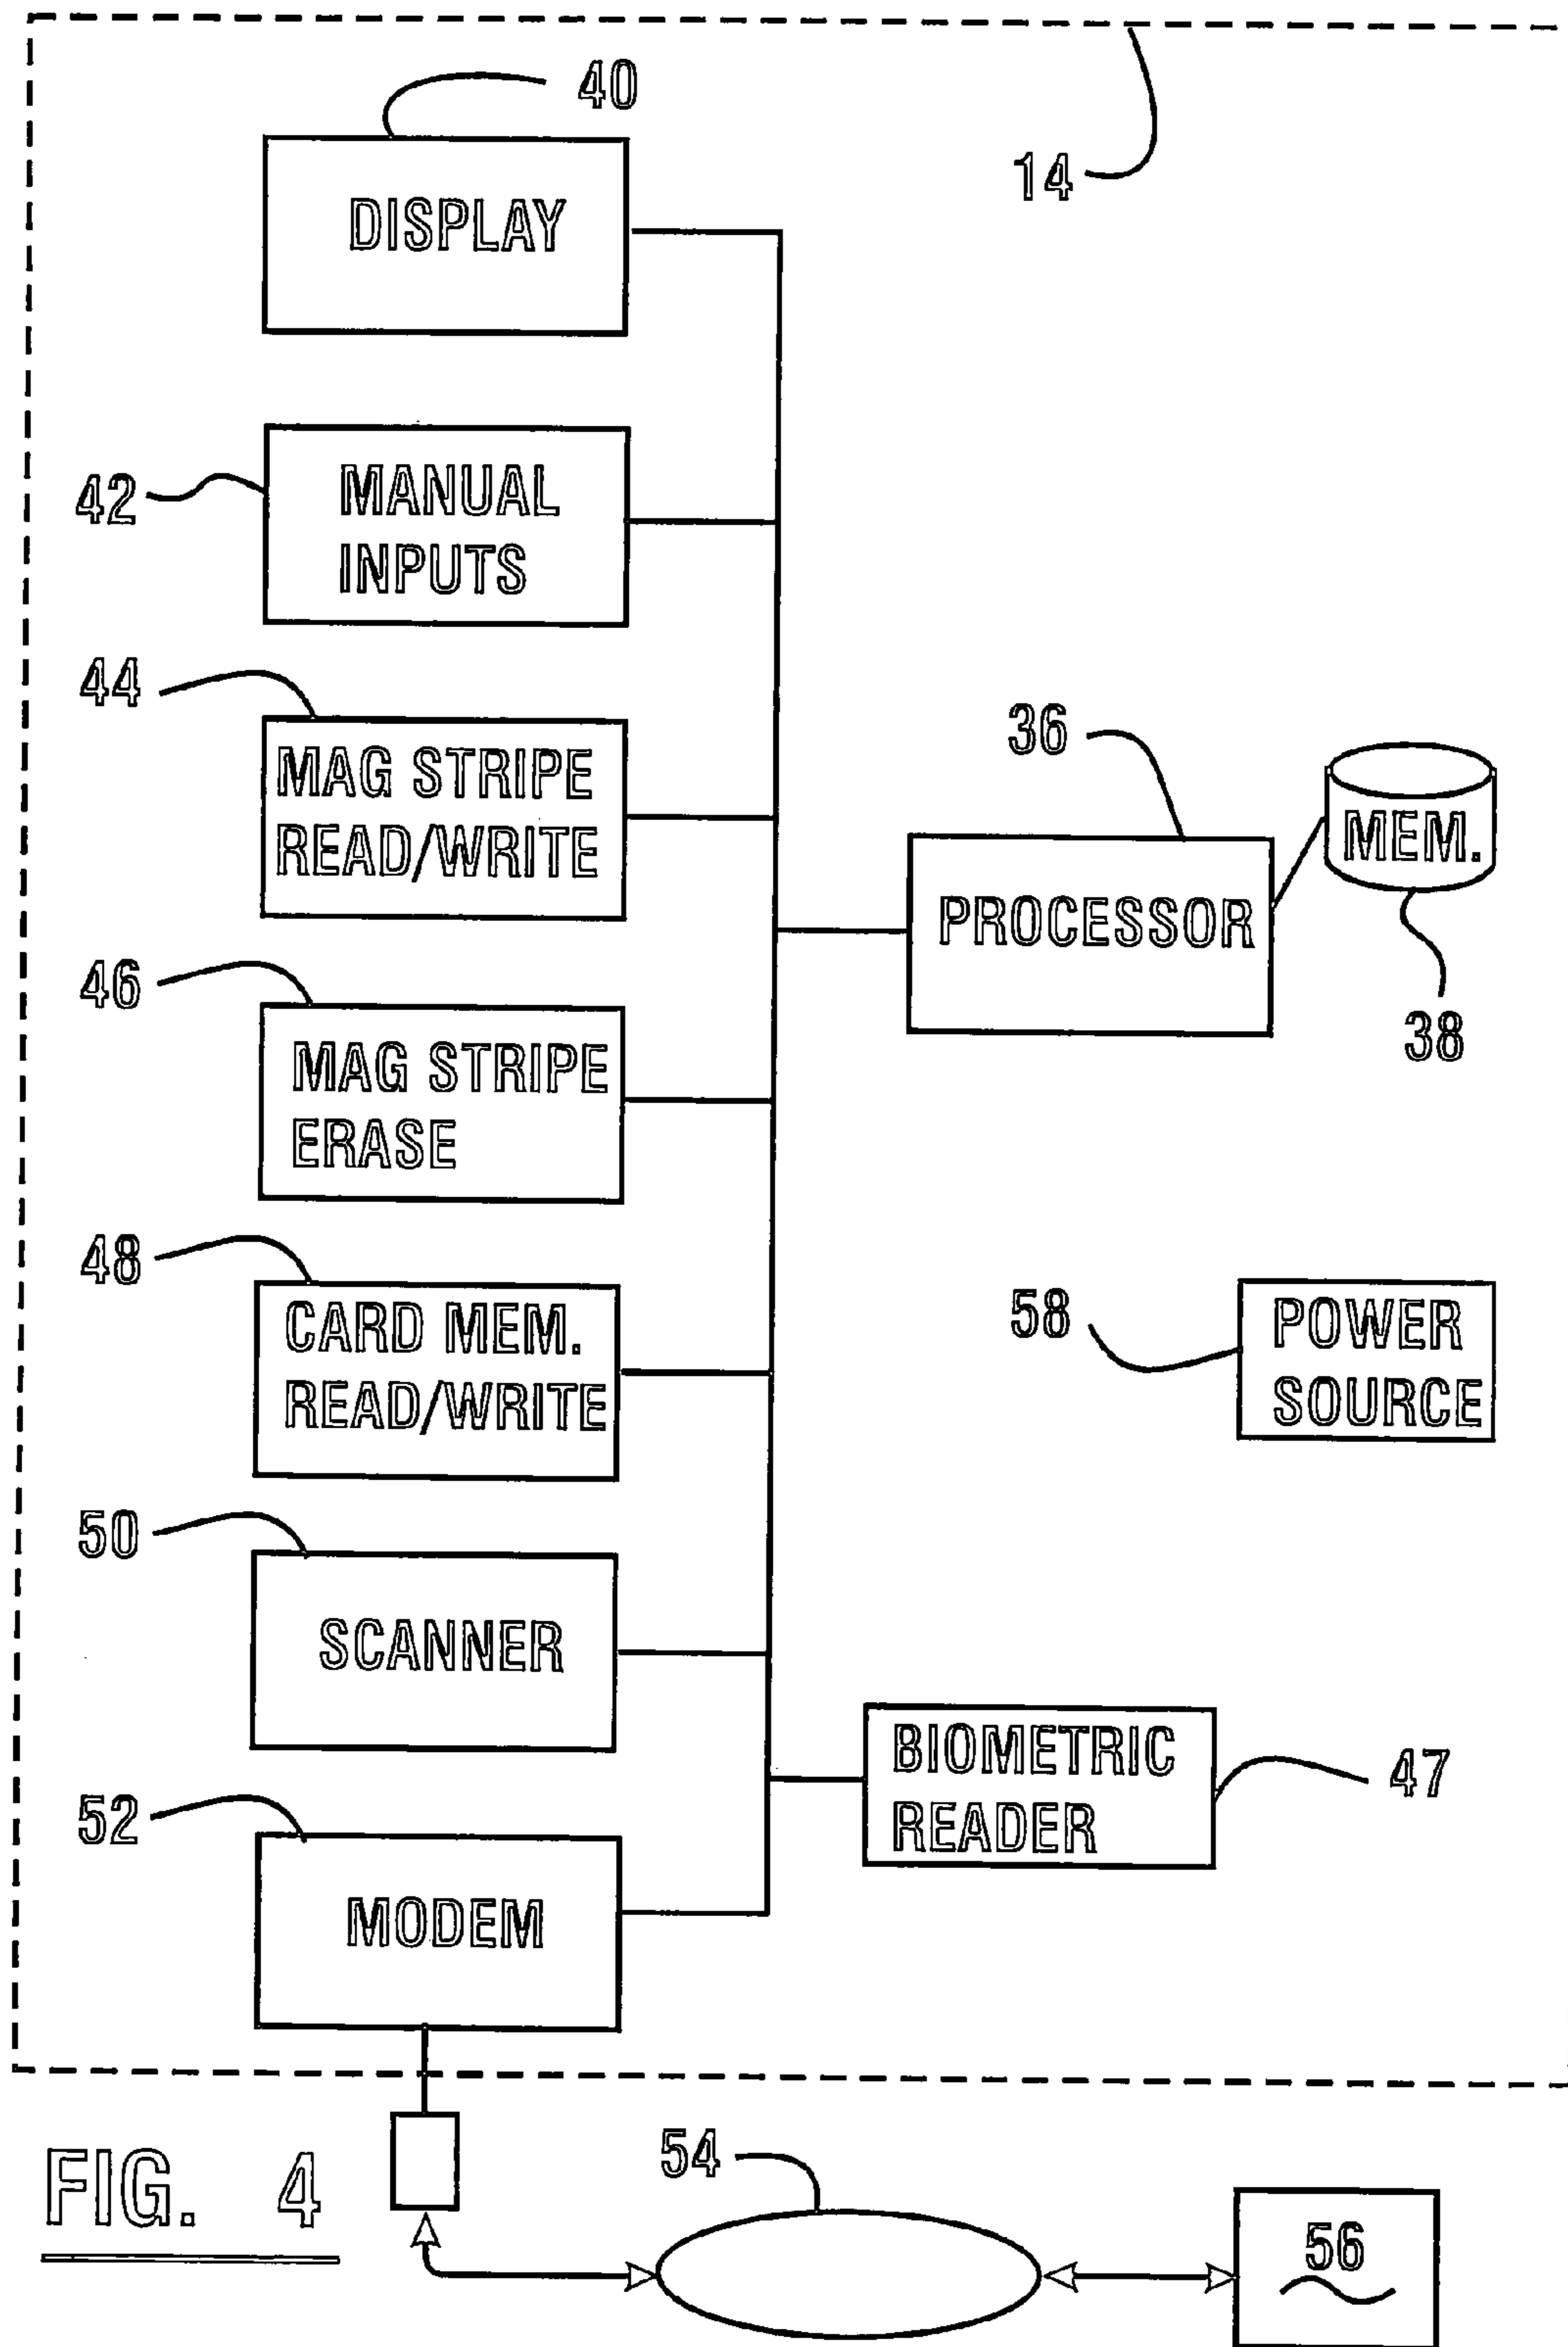 40
14
DISPLAY
42
MANUAL
INPUTS
44
MAG STRIPE
READ/WRITE
36
MEM.
PROCESSOR
38
46
MAG STRIPE
ERASE
48
CARD MEM.
READ/WRITE
58
POWER
SOURCE
50
SCANNER
BIOMETRIC
READER
47
52
MODEM
FIG. 4
54
56